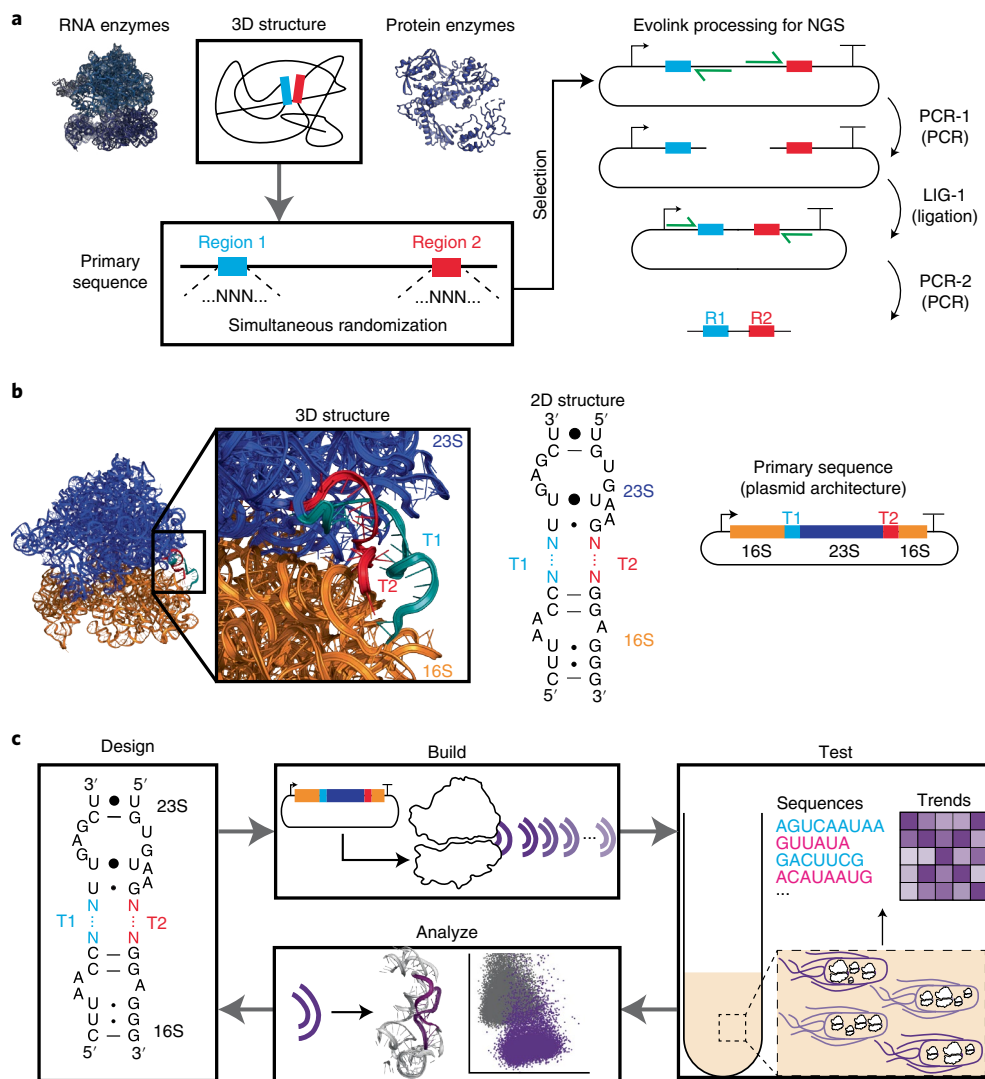 a
RNA enzymes
3D structure
Protein enzymes
Evolink processing for NGS
PCR-1
(PCR)
LIG-1
(ligation)
PCR-2
(PCR)
R1
R2
Selection
Primary
sequence
Region 1
Region 2
...NNN...
...NNN...
Simultaneous randomization
b
3D structure
23S
T1
T2
16S
2D structure
3′
5′
U
U
C
G
G
U
A
G
G
A
U
U
A
U
G
N
N
T1
T2
N
N
C
G
C
G
A
A
A
U
G
U
G
C
G
5′
3′
23S
16S
Primary sequence
(plasmid architecture)
T1
T2
16S
23S
16S
c
Design
3′
5′
U
U
C
G
23S
G
U
A
G
G
A
U
U
A
U
G
N
N
T1
T2
N
N
C
G
C
G
A
A
A
U
G
U
G
C
G
16S
5′
3′
Build
...
Analyze
Test
Sequences
Trends
AGUCAAUAA
GUUAUA
GACUUCG
ACAUAAUG
...